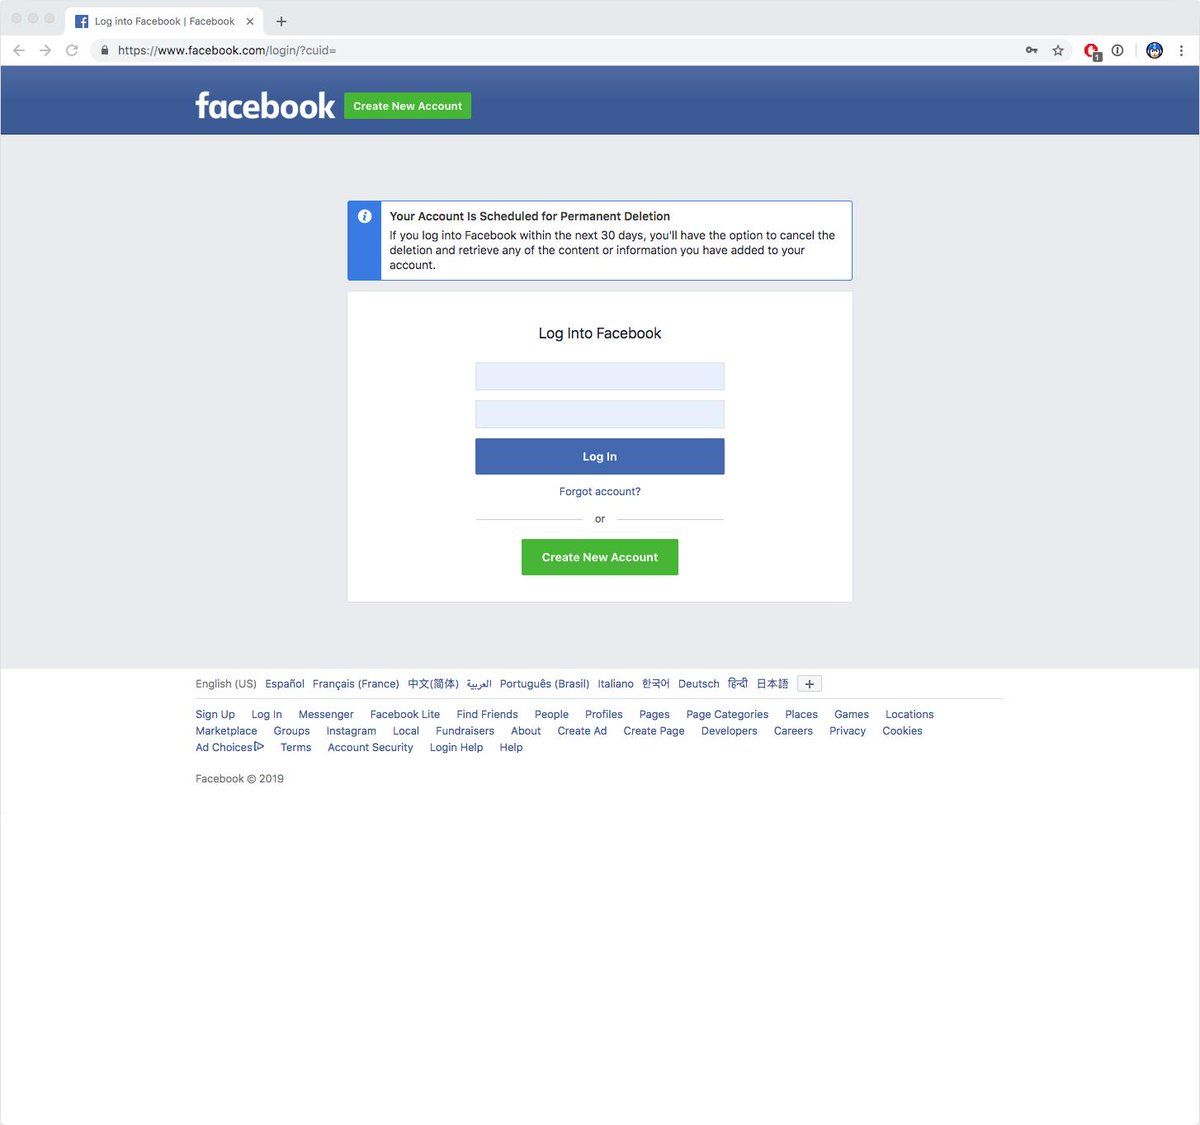 Log into Facebook | Facebook
https://www.facebook.com/login/?cuid=
1
facebook
Create New Account
Your Account Is Scheduled for Permanent Deletion
If you log into Facebook within the next 30 days, you'll have the option to cancel the
deletion and retrieve any of the content or information you have added to your
account.
Log Into Facebook
Log In
Forgot account?
or
Create New Account
English (US) Español Français (France) 中文(简体) العربية Português (Brasil) Italiano 한국어 Deutsch हिन्दी 日本語
Sign Up Log In Messenger Facebook Lite Find Friends People Profiles Pages Page Categories Places Games Locations
Marketplace Groups Instagram Local Fundraisers About Create Ad Create Page Developers Careers Privacy Cookies
Ad Choices Terms Account Security Login Help Help
Facebook © 2019